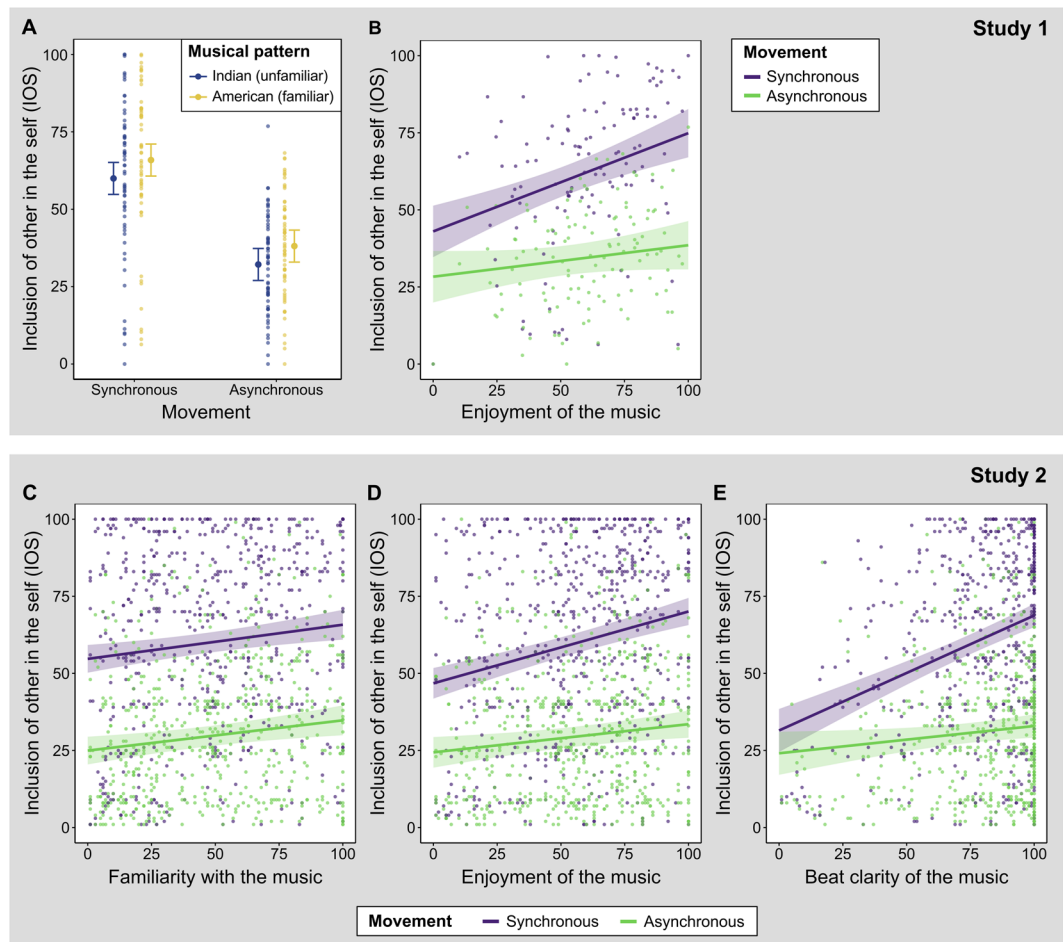 Study 1
A
Musical pattern
Indian (unfamiliar)
American (familiar)
Inclusion of other in the self (IOS)
100
75
50
25
0
Synchronous
Asynchronous
Movement
B
Inclusion of other in the self (IOS)
100
75
50
25
0
0
25
50
75
100
Enjoyment of the music
Movement
Synchronous
Asynchronous
Study 2
C
Inclusion of other in the self (IOS)
100
75
50
25
0
0
25
50
75
100
Familiarity with the music
D
Inclusion of other in the self (IOS)
100
75
50
25
0
0
25
50
75
100
Enjoyment of the music
E
Inclusion of other in the self (IOS)
100
75
50
25
0
0
25
50
75
100
Beat clarity of the music
Movement
Synchronous
Asynchronous